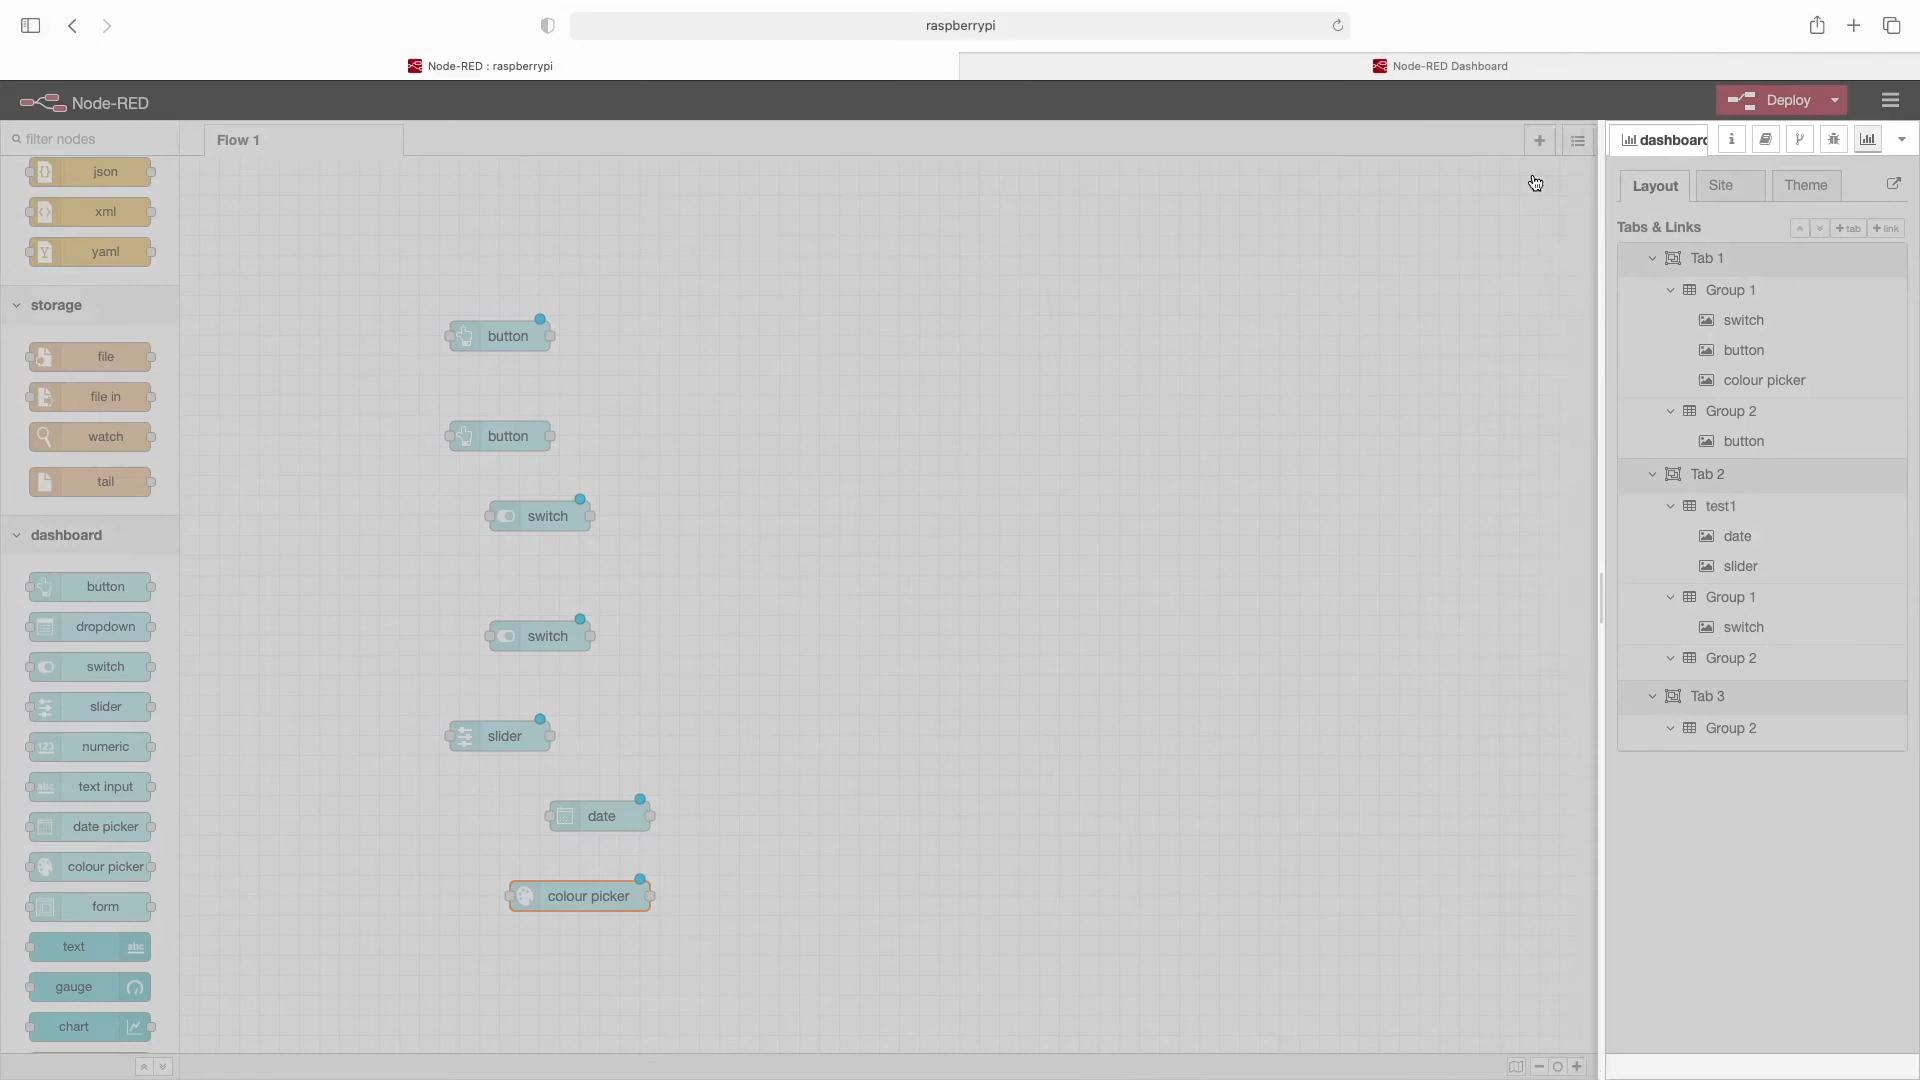 raspberrypi
Node-RED : raspberrypi
Node-RED Dashboard
Node-RED
Deploy
filter nodes
Flow 1
dashboard
i
json
xml
yaml
storage
file
file in
watch
tail
dashboard
button
dropdown
switch
slider
123 numeric
abc text input
date picker
colour picker
form
text abc
gauge
chart
button
button
switch
switch
slider
date
colour picker
Layout
Site
Theme
Tabs & Links
+ tab
+ link
Tab 1
Group 1
switch
button
colour picker
Group 2
button
Tab 2
test1
date
slider
Group 1
switch
Group 2
Tab 3
Group 2